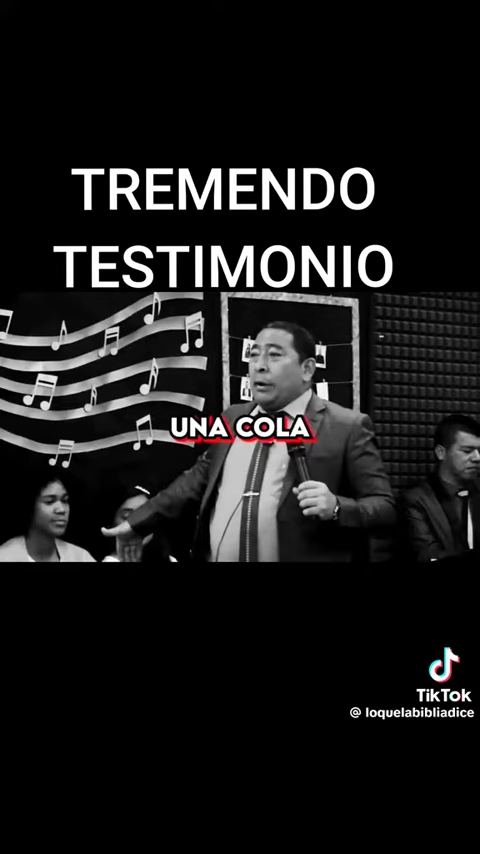 TREMENDO
TESTIMONIO
UNA COLA
TikTok
@ loquelabibliadice